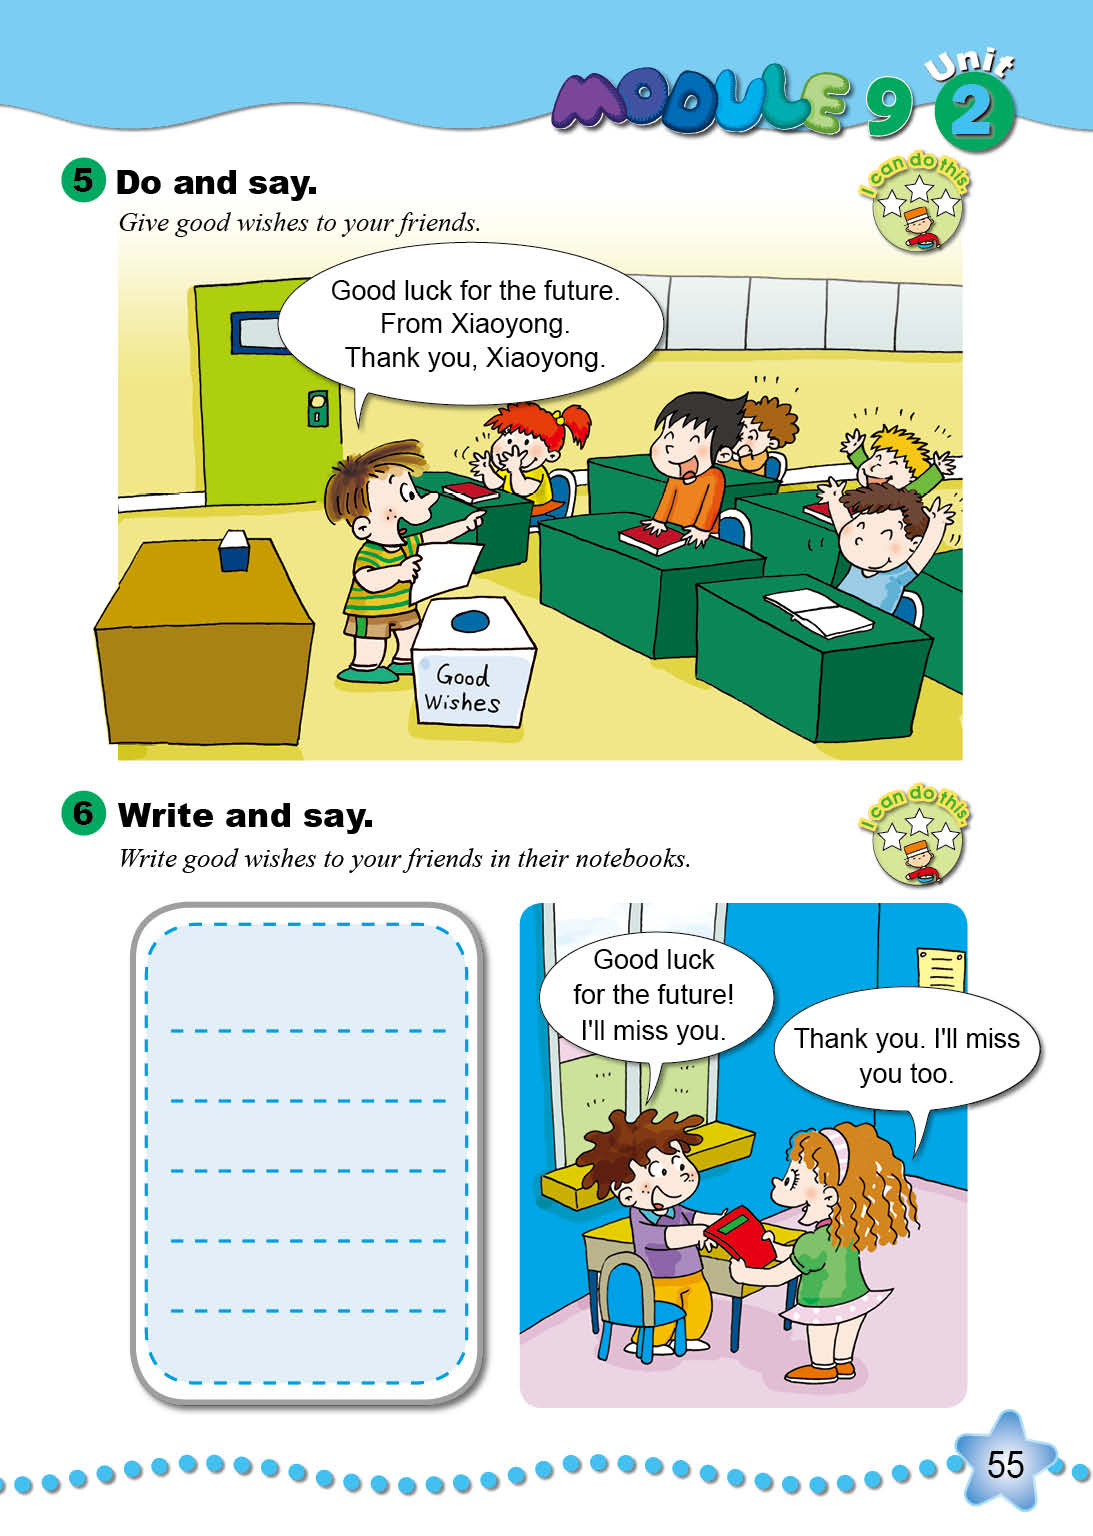 MODULE 9 Unit 2
5 Do and say.
I can do this.
Give good wishes to your friends.
Good luck for the future.
From Xiaoyong.
Thank you, Xiaoyong.
Good
Wishes
6 Write and say.
I can do this.
Write good wishes to your friends in their notebooks.
Good luck
for the future!
I'll miss you.
Thank you. I'll miss
you too.
55